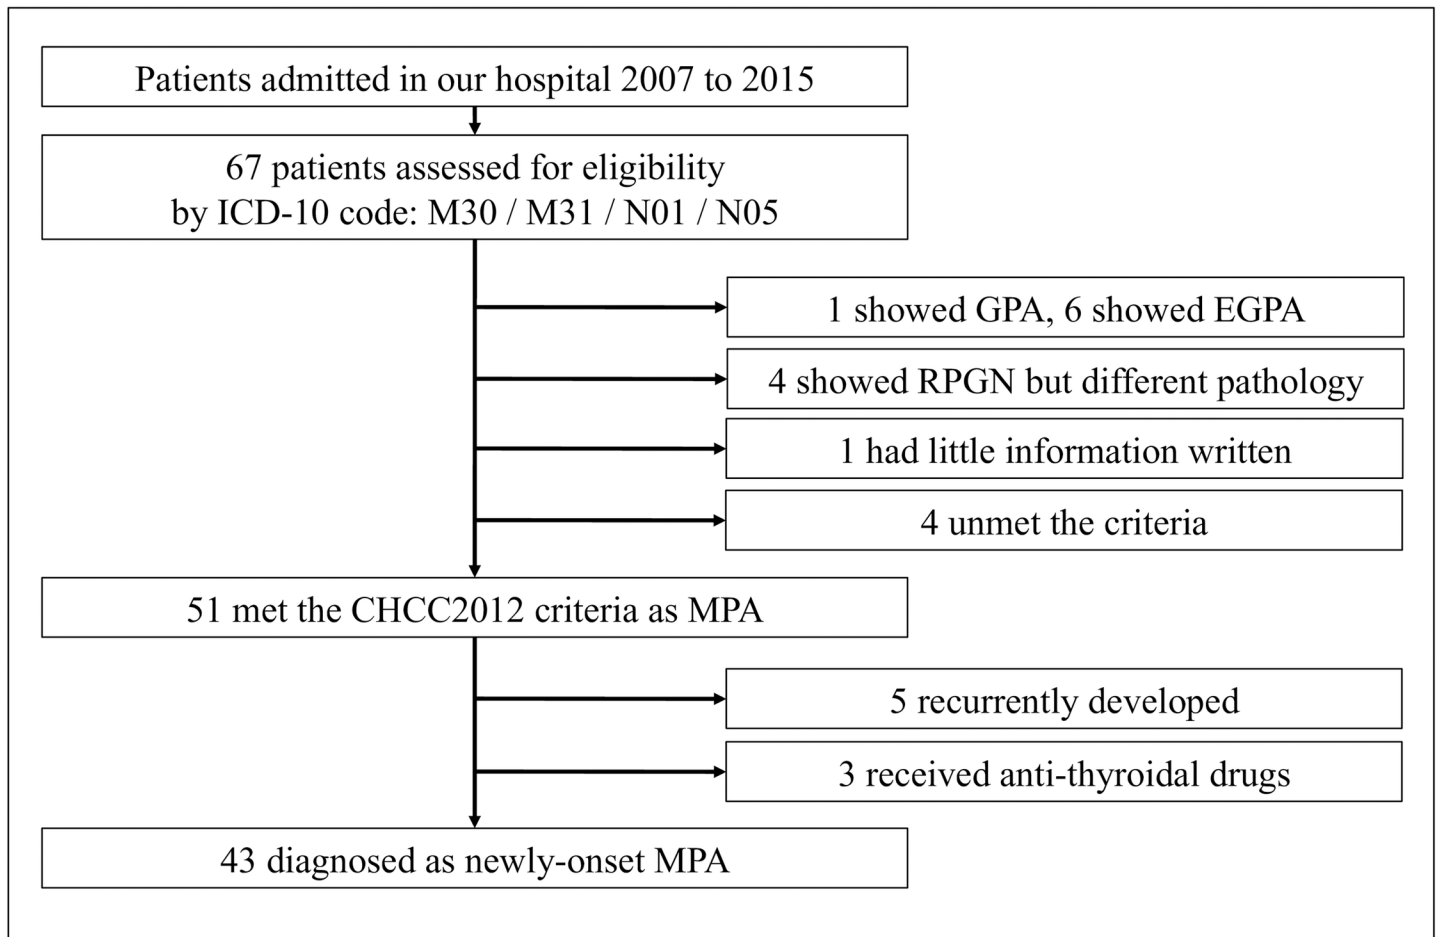 Patients admitted in our hospital 2007 to 2015
67 patients assessed for eligibility
by ICD-10 code: M30 / M31 / N01 / N05
1 showed GPA, 6 showed EGPA
4 showed RPGN but different pathology
1 had little information written
4 unmet the criteria
51 met the CHCC2012 criteria as MPA
5 recurrently developed
3 received anti-thyroidal drugs
43 diagnosed as newly-onset MPA